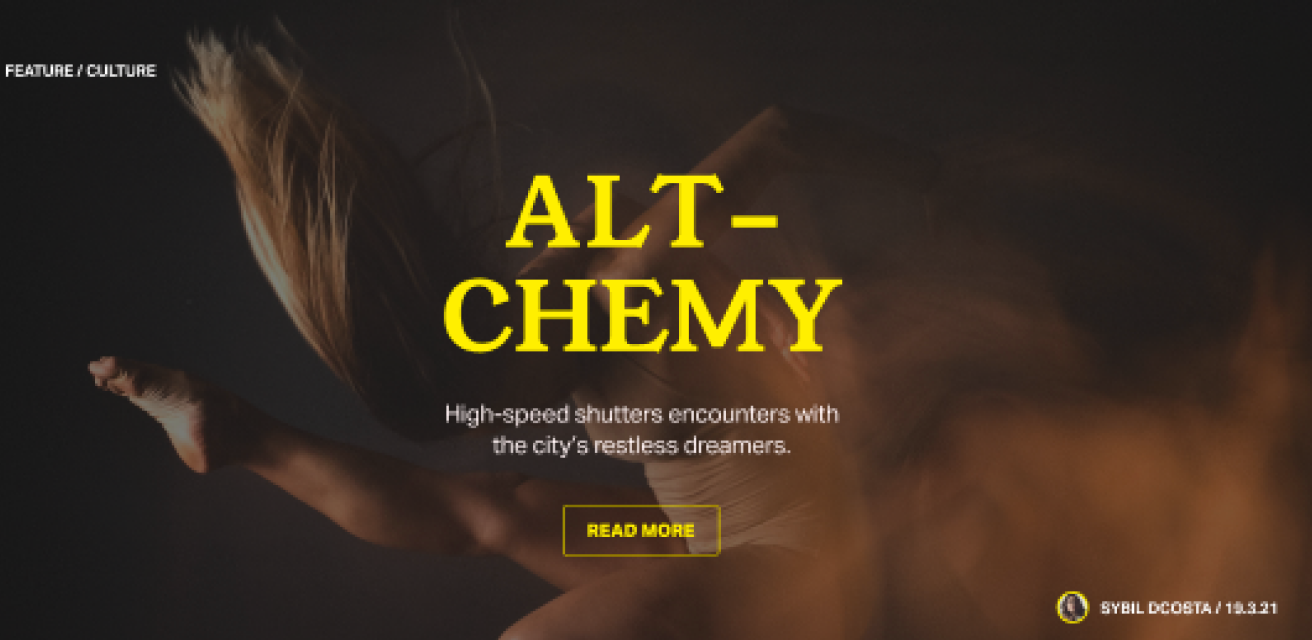 FEATURE / CULTURE
ALT-
CHEMY
High-speed shutters encounters with
the city's restless dreamers.
READ MORE
SYBIL DCOSTA / 19.3.21